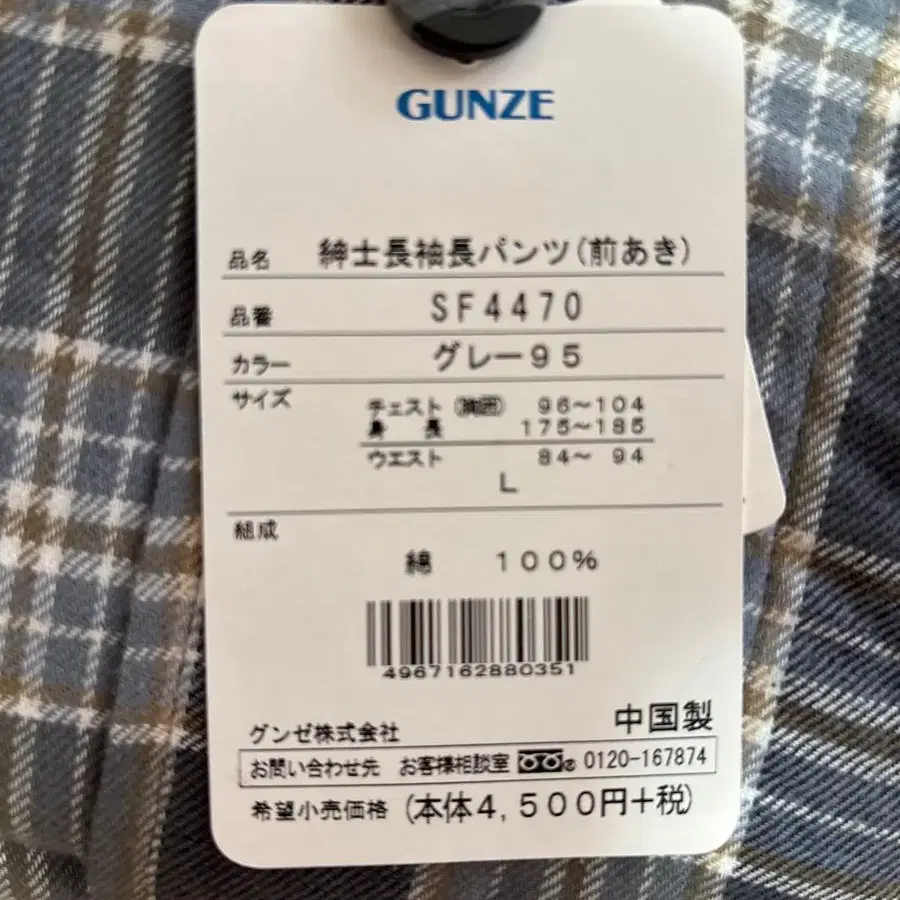 GUNZE
品名 紳士長袖長パンツ(前あき)
品番 SF4470
カラー グレー95
サイズ チェスト(胸囲) 96〜104
身長 175〜185
ウエスト 84〜 94
L
組成
綿 100%
4967162880351
中国製
グンゼ株式会社
お問い合わせ先 お客様相談室 0120-167874
希望小売価格 (本体4,500円+税)